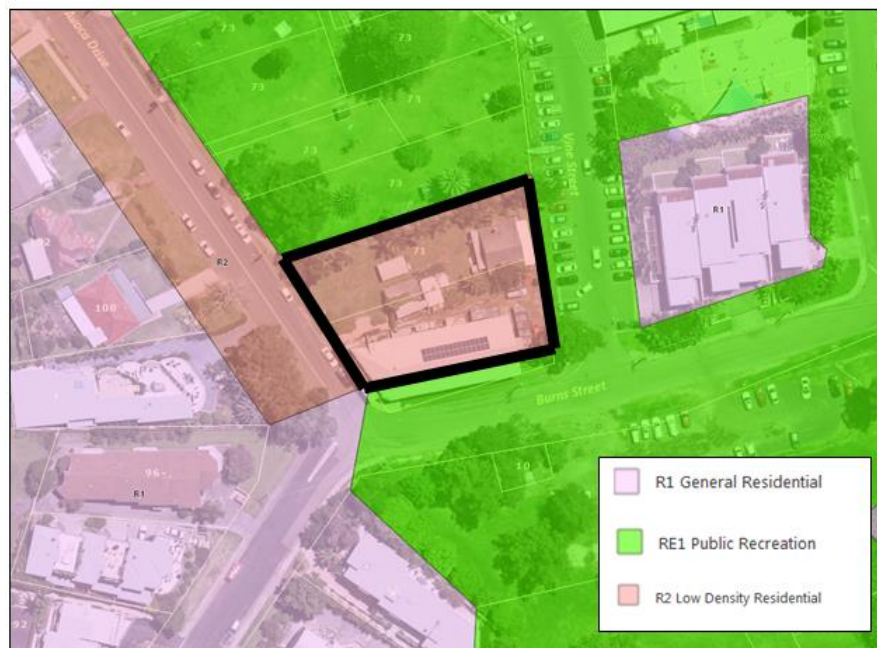 73
73
73
73
73
Vine Street
R1
R2
71
100
Burns Street
96
R1
10
92
R1 General Residential
RE1 Public Recreation
R2 Low Density Residential